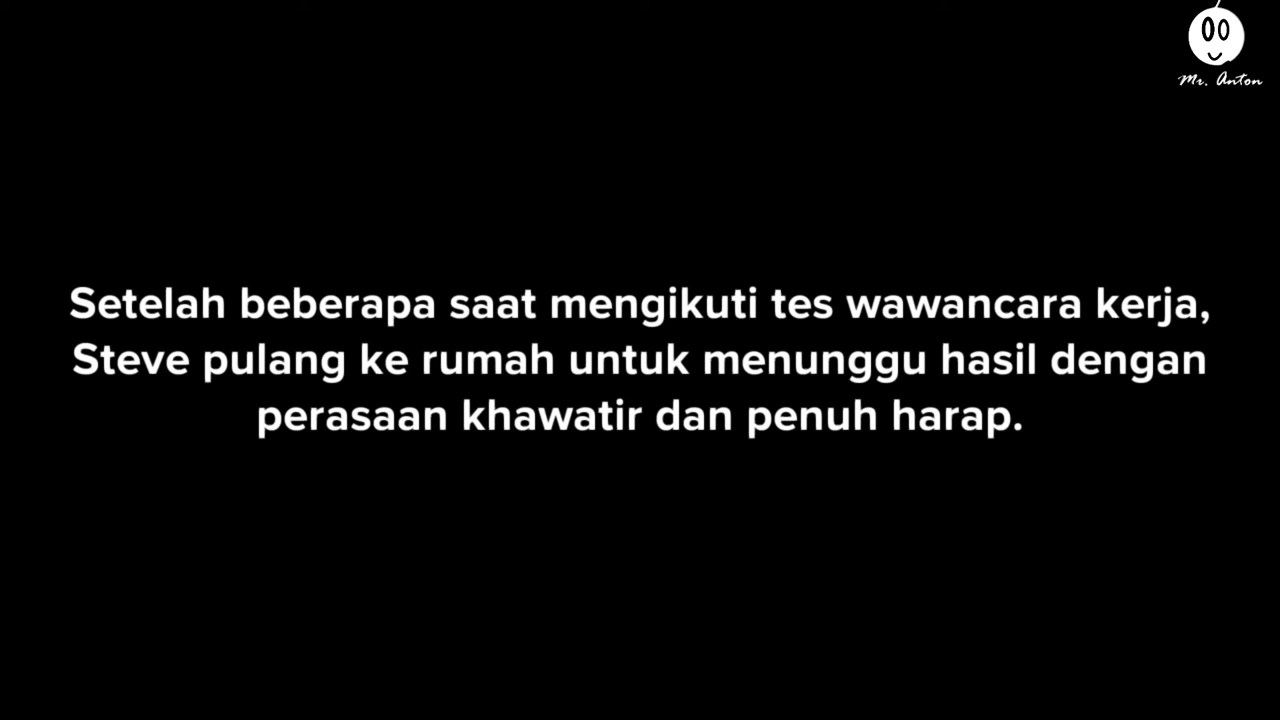 Mr. Anton
Setelah beberapa saat mengikuti tes wawancara kerja,
Steve pulang ke rumah untuk menunggu hasil dengan
perasaan khawatir dan penuh harap.